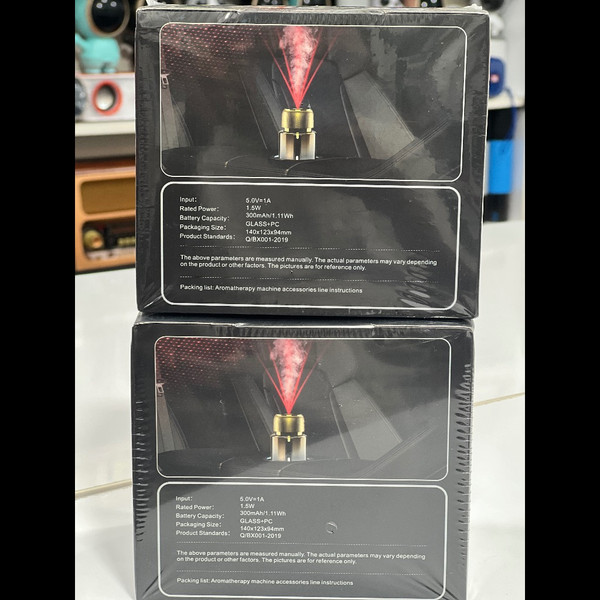 Input: 5.0V=1A
Rated Power: 1.5W
Battery Capacity: 300mAh/1.11Wh
Packaging Size: GLASS+PC
Product Standards: 140x123x94mm
Q/BX001-2019
The above parameters are measured manually. The actual parameters may vary depending
on the product or other factors. The pictures are for reference only.
Packing list: Aromatherapy machine accessories line instructions
Input: 5.0V=1A
Rated Power: 1.5W
Battery Capacity: 300mAh/1.11Wh
Packaging Size: GLASS+PC
Product Standards: 140x123x94mm
Q/BX001-2019
The above parameters are measured manually. The actual parameters may vary depending
on the product or other factors. The pictures are for reference only.
Packing list: Aromatherapy machine accessories line instructions